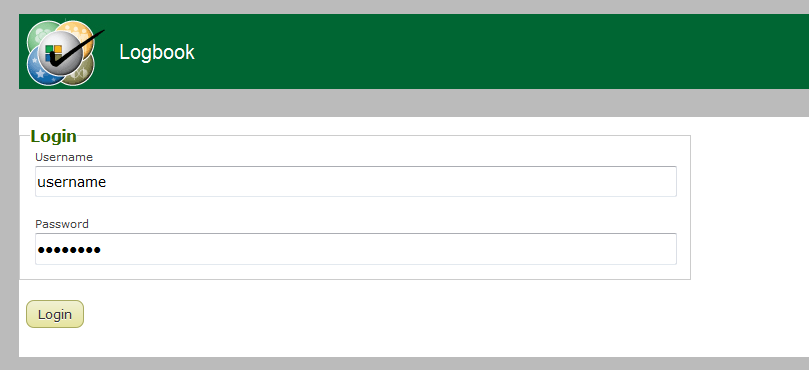 Logbook
Login
Username
username
Password
••••••••
Login